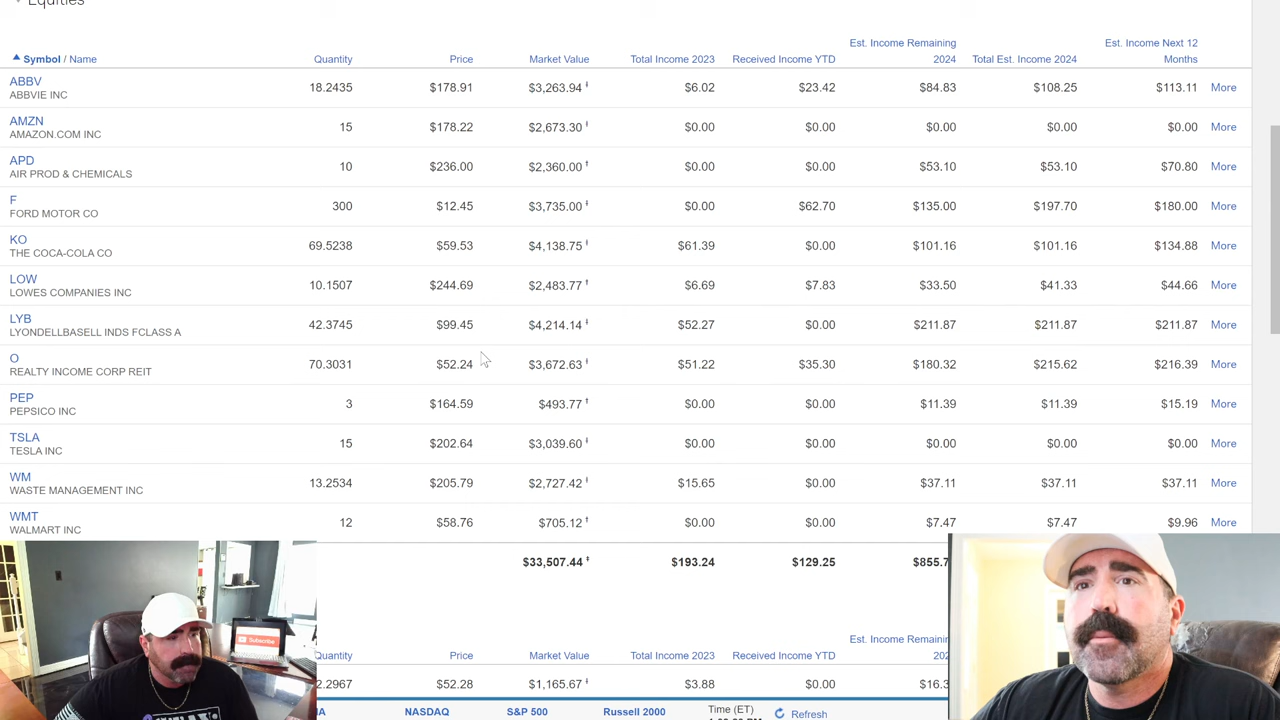 Equities
Est. Income Remaining Est. Income Next 12
Symbol / Name Quantity Price Market Value Total Income 2023 Received Income YTD 2024 Total Est. Income 2024 Months
ABBV 18.2435 $178.91 $3,263.94 ‡ $6.02 $23.42 $84.83 $108.25 $113.11 More
ABBVIE INC
AMZN 15 $178.22 $2,673.30 ‡ $0.00 $0.00 $0.00 $0.00 $0.00 More
AMAZON.COM INC
APD 10 $236.00 $2,360.00 † $0.00 $0.00 $53.10 $53.10 $70.80 More
AIR PROD & CHEMICALS
F 300 $12.45 $3,735.00 ‡ $0.00 $62.70 $135.00 $197.70 $180.00 More
FORD MOTOR CO
KO 69.5238 $59.53 $4,138.75 ‡ $61.39 $0.00 $101.16 $101.16 $134.88 More
THE COCA-COLA CO
LOW 10.1507 $244.69 $2,483.77 † $6.69 $7.83 $33.50 $41.33 $44.66 More
LOWES COMPANIES INC
LYB 42.3745 $99.45 $4,214.14 ‡ $52.27 $0.00 $211.87 $211.87 $211.87 More
LYONDELLBASELL INDS FCLASS A
O 70.3031 $52.24 $3,672.63 ‡ $51.22 $35.30 $180.32 $215.62 $216.39 More
REALTY INCOME CORP REIT
PEP 3 $164.59 $493.77 † $0.00 $0.00 $11.39 $11.39 $15.19 More
PEPSICO INC
TSLA 15 $202.64 $3,039.60 ‡ $0.00 $0.00 $0.00 $0.00 $0.00 More
TESLA INC
WM 13.2534 $205.79 $2,727.42 ‡ $15.65 $0.00 $37.11 $37.11 $37.11 More
WASTE MANAGEMENT INC
WMT 12 $58.76 $705.12 † $0.00 $0.00 $7.47 $7.47 $9.96 More
WALMART INC
$33,507.44 ‡ $193.24 $129.25 $855.7
Est. Income Remainin
Quantity Price Market Value Total Income 2023 Received Income YTD 202
2.2967 $52.28 $1,165.67 ‡ $3.88 $0.00 $16.3
IA NASDAQ S&P 500 Russell 2000 Time (ET) Refresh
Subscribe